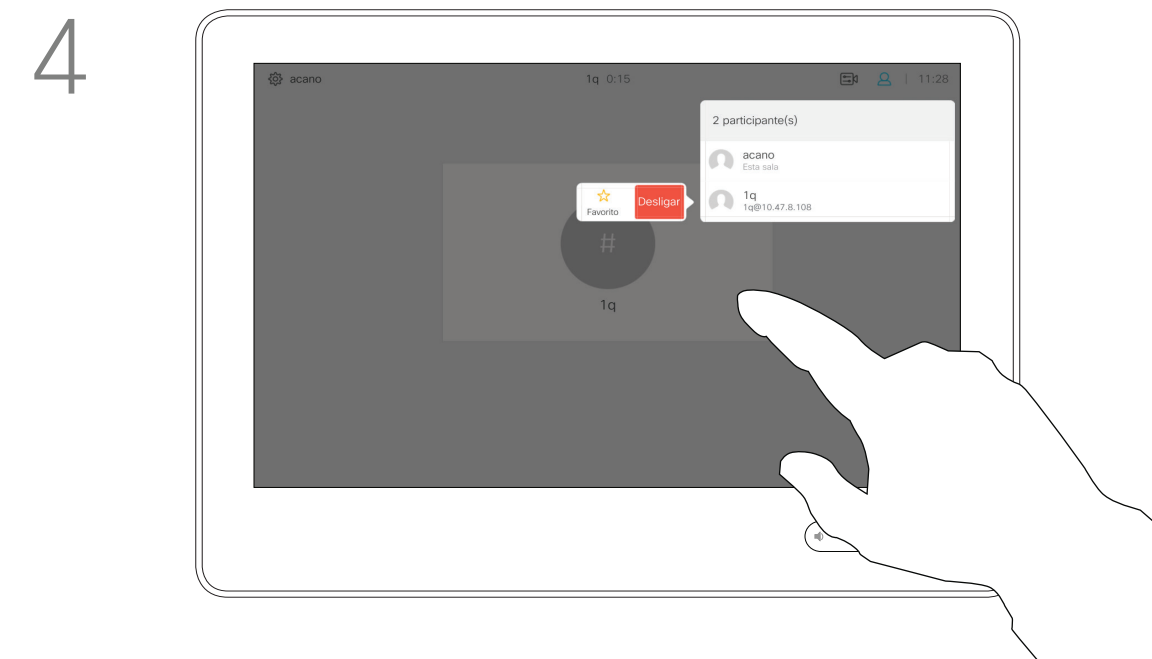 4
acano
1q 0:15
11:28
2 participante(s)
acano
Esta sala
1q
1q@10.47.8.108
Favorito
Desligar
#
1q